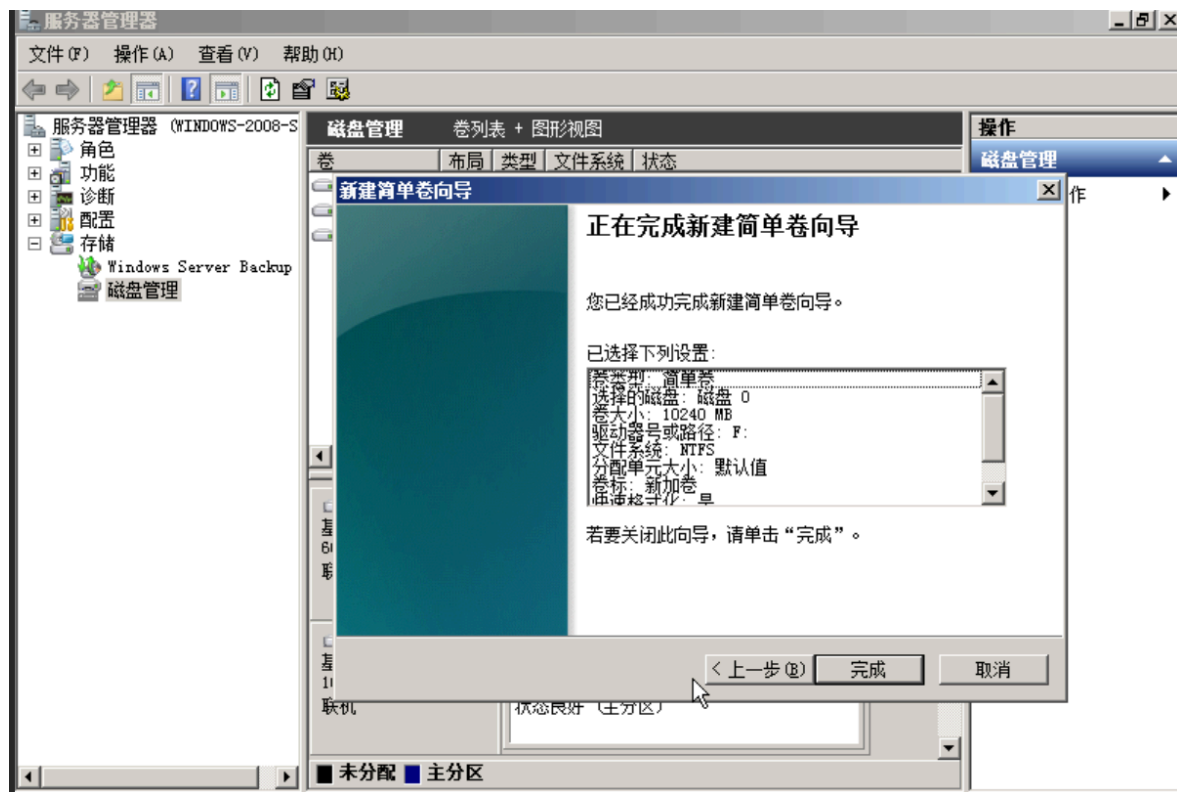 服务器管理器
文件(F) 操作(A) 查看(V) 帮助(H)
服务器管理器 (WINDOWS-2008-S
角色
功能
诊断
配置
存储
Windows Server Backup
磁盘管理
磁盘管理 卷列表 + 图形视图
卷 布局 类型 文件系统 状态
操作
磁盘管理
作
新建简单卷向导
正在完成新建简单卷向导
您已经成功完成新建简单卷向导。
已选择下列设置:
卷类型: 简单卷
选择的磁盘: 磁盘 0
卷大小: 10240 MB
驱动器号或路径: F:
文件系统: NTFS
分配单元大小: 默认值
卷标: 新加卷
快速格式化: 是
若要关闭此向导，请单击“完成”。
< 上一步(B) 完成 取消
联机
状态良好 (主分区)
未分配 主分区